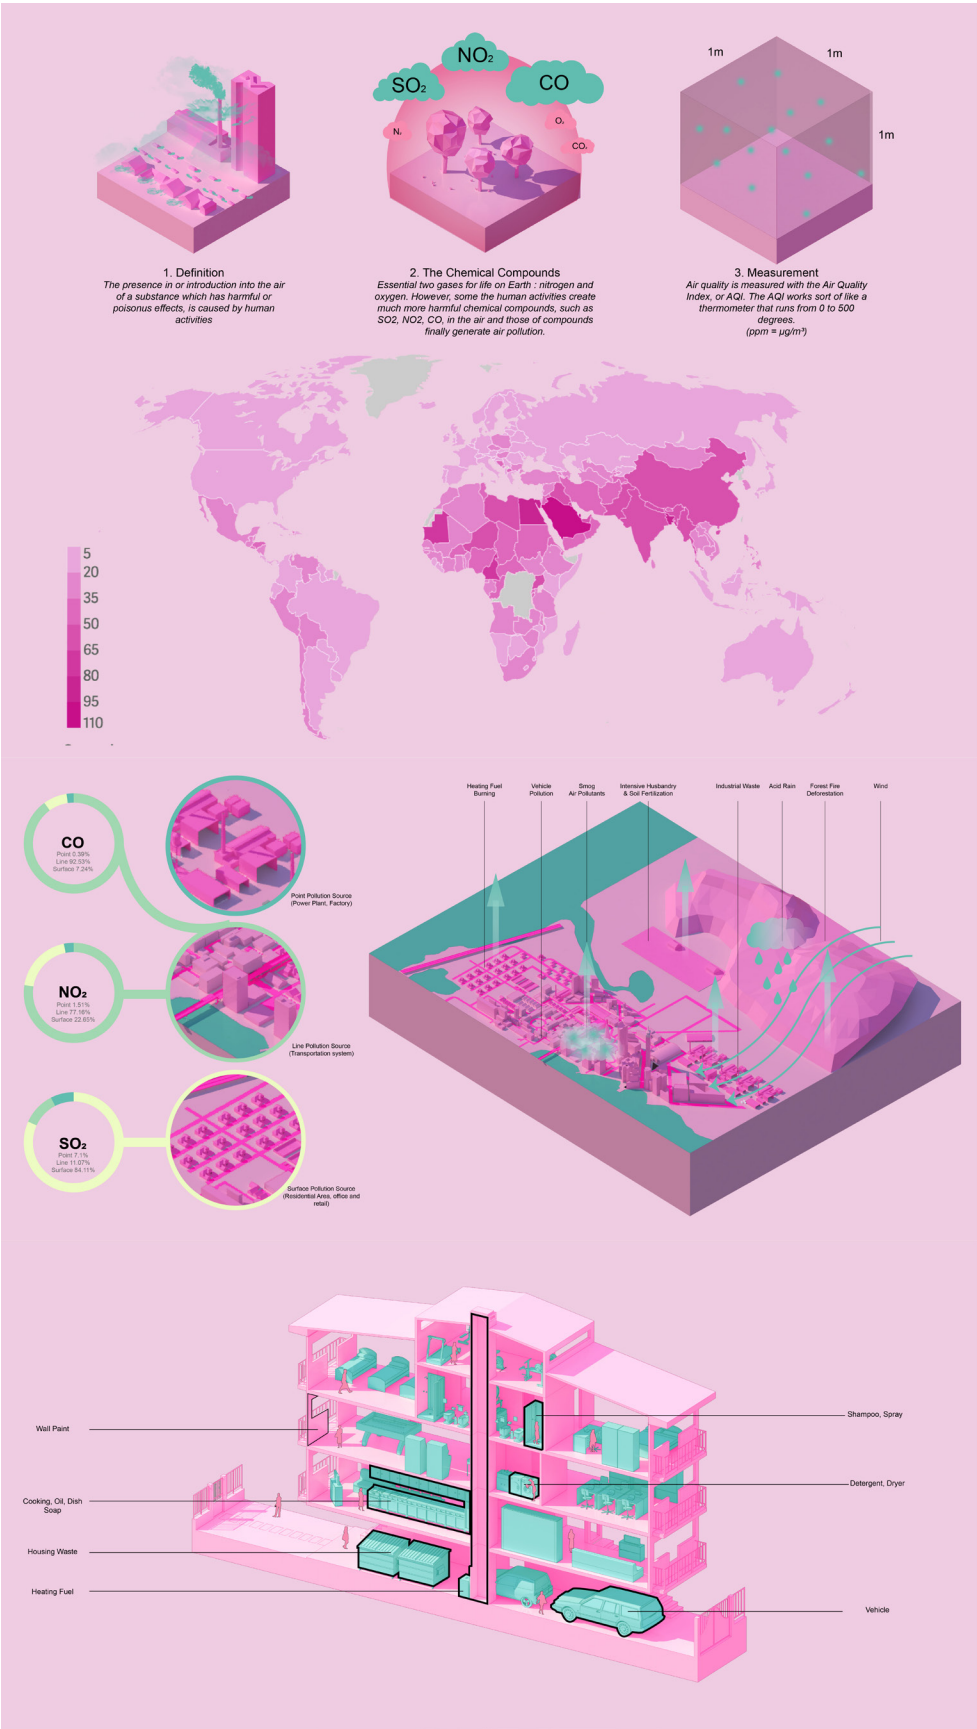 1m
1m
1m
NO₂
SO₂
CO
N₂
O₂
1. Definition
The presence in or introduction into the air
of a substance which has harmful or
poisonus effects, is caused by human
activities
2. The Chemical Compounds
Essential two gases for life on Earth : nitrogen and
oxygen. However, some the human activities create
much more harmful chemical compounds, such as
SO2, NO2, CO, in the air and those of compounds
finally generate air pollution.
3. Measurement
Air quality is measured with the Air Quality
Index, or AQI. The AQI works sort of like a
thermometer that runs from 0 to 500
degrees.
(ppm = µg/m³)
5
20
35
50
65
80
95
110
CO
Point 0.39%
Line 92.53%
Surface 7.24%
Point Pollution Source
(Power Plant, Factory)
NO₂
Point 1.51%
Line 77.16%
Surface 22.65%
Line Pollution Source
(Transportation system)
SO₂
Point 7.1%
Line 11.07%
Surface 84.11%
Surface Pollution Source
(Residential Area, office and
retail)
Heating Fuel
Burning
Vehicle
Pollution
Smog
Air Pollutants
Intensive Husbandry
& Soil Fertilization
Industrial Waste
Acid Rain
Forest Fire
Deforestation
Wind
Wall Paint
Cooking, Oil, Dish
Soap
Housing Waste
Heating Fuel
Shampoo, Spray
Detergent, Dryer
Vehicle